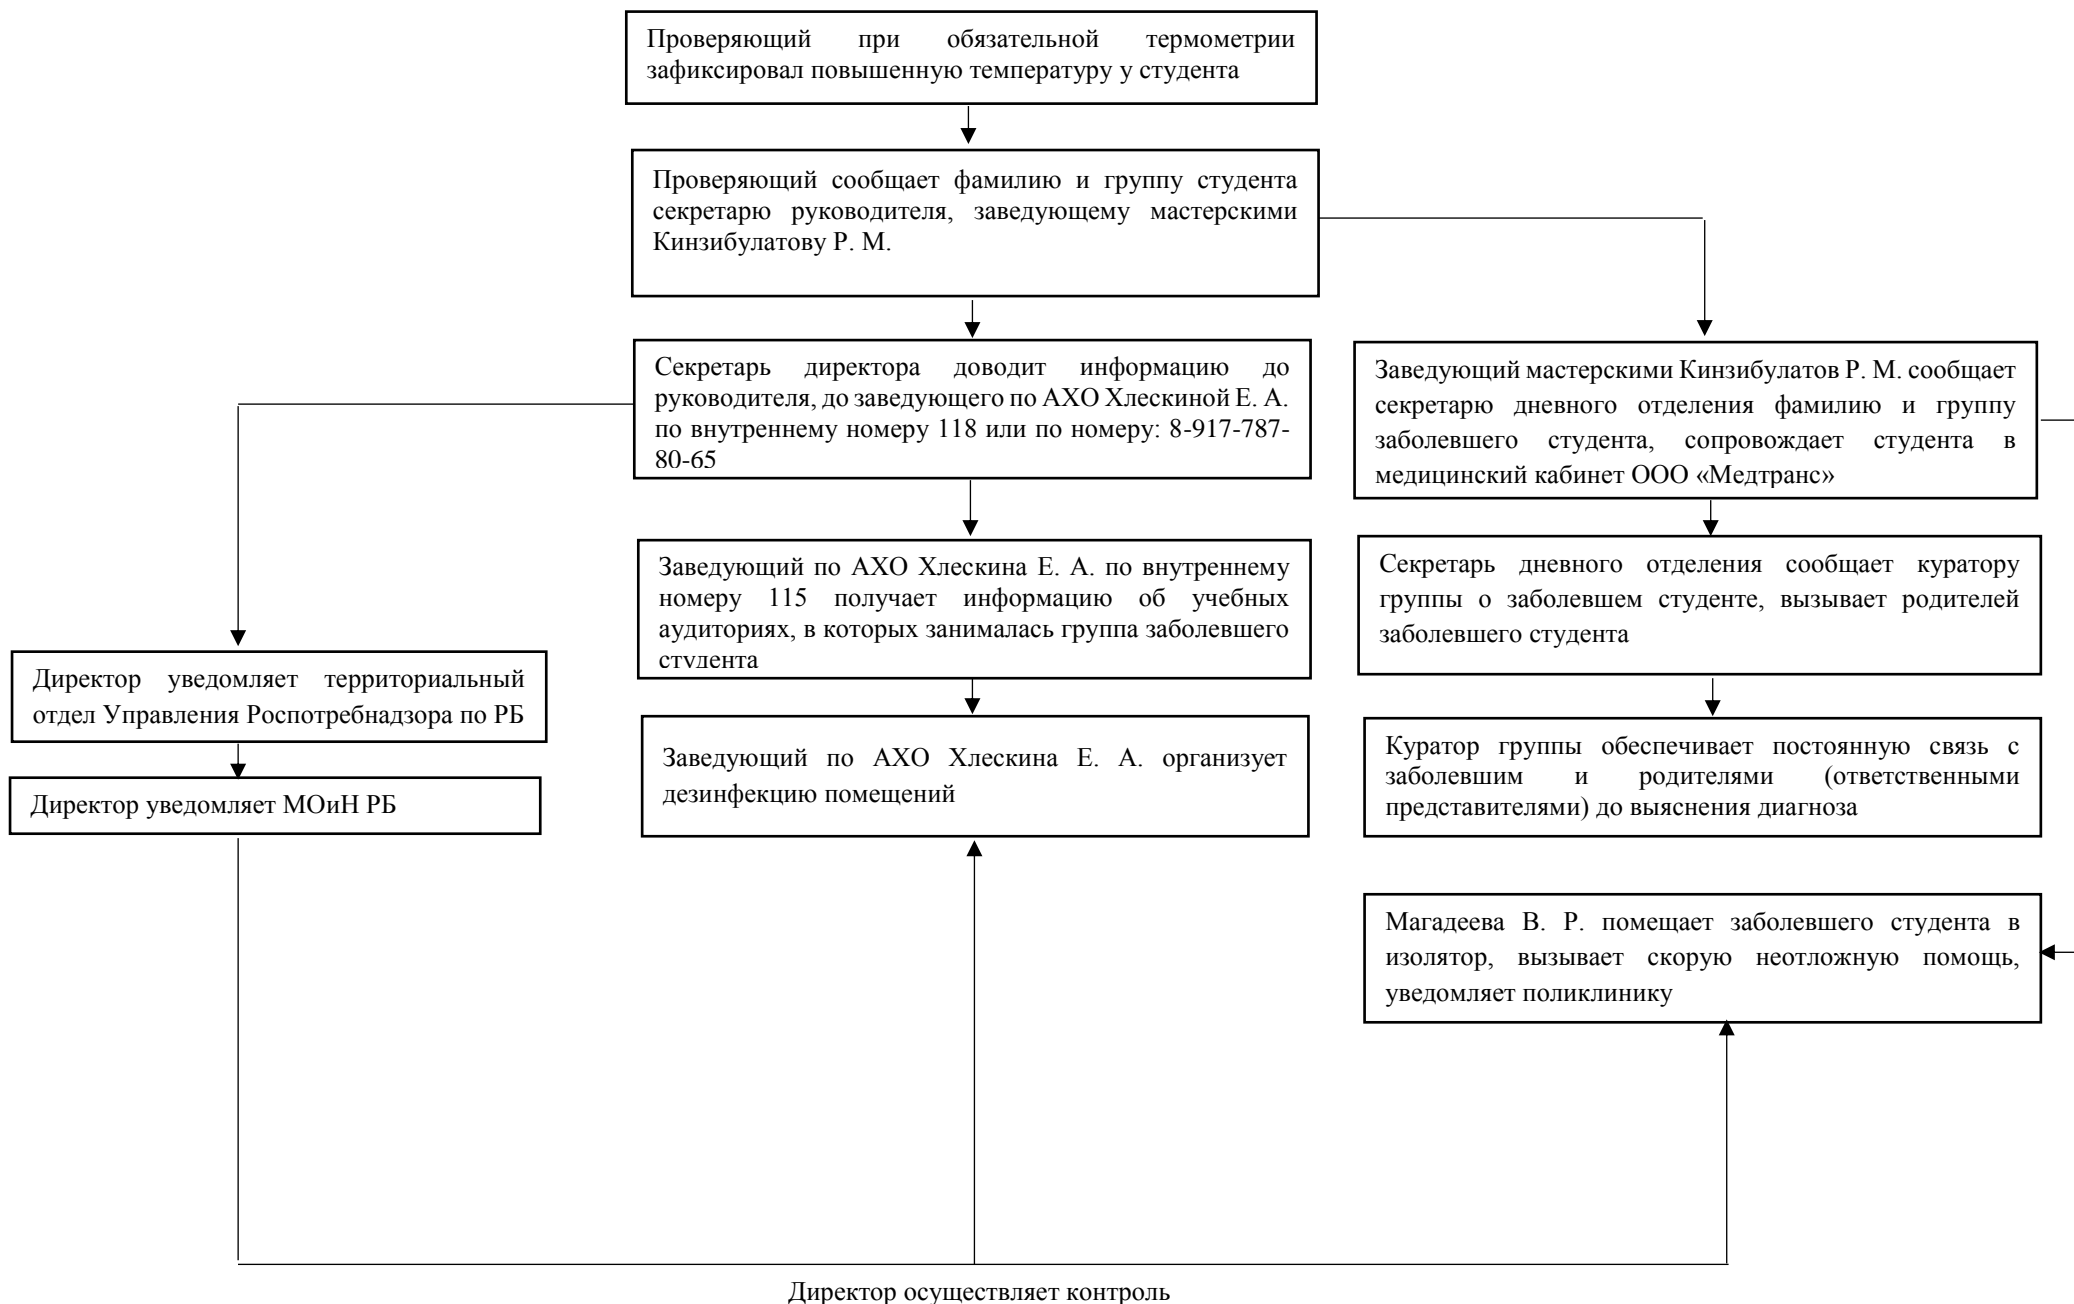 Проверяющий при обязательной термометрии
зафиксировал повышенную температуру у студента
Проверяющий сообщает фамилию и группу студента
секретарю руководителя, заведующему мастерскими
Кинзибулатову Р. М.
Секретарь директора доводит информацию до
руководителя, до заведующего по АХО Хлескиной Е. А.
по внутреннему номеру 118 или по номеру: 8-917-787-
80-65
Заведующий мастерскими Кинзибулатов Р. М. сообщает
секретарю дневного отделения фамилию и группу
заболевшего студента, сопровождает студента в
медицинский кабинет ООО «Медтранс»
Заведующий по АХО Хлескина Е. А. по внутреннему
номеру 115 получает информацию об учебных
аудиториях, в которых занималась группа заболевшего
студента
Секретарь дневного отделения сообщает куратору
группы о заболевшем студенте, вызывает родителей
заболевшего студента
Директор уведомляет территориальный
отдел Управления Роспотребнадзора по РБ
Заведующий по АХО Хлескина Е. А. организует
дезинфекцию помещений
Куратор группы обеспечивает постоянную связь с
заболевшим и родителями (ответственными
представителями) до выяснения диагноза
Директор уведомляет МОиН РБ
Магадеева В. Р. помещает заболевшего студента в
изолятор, вызывает скорую неотложную помощь,
уведомляет поликлинику
Директор осуществляет контроль